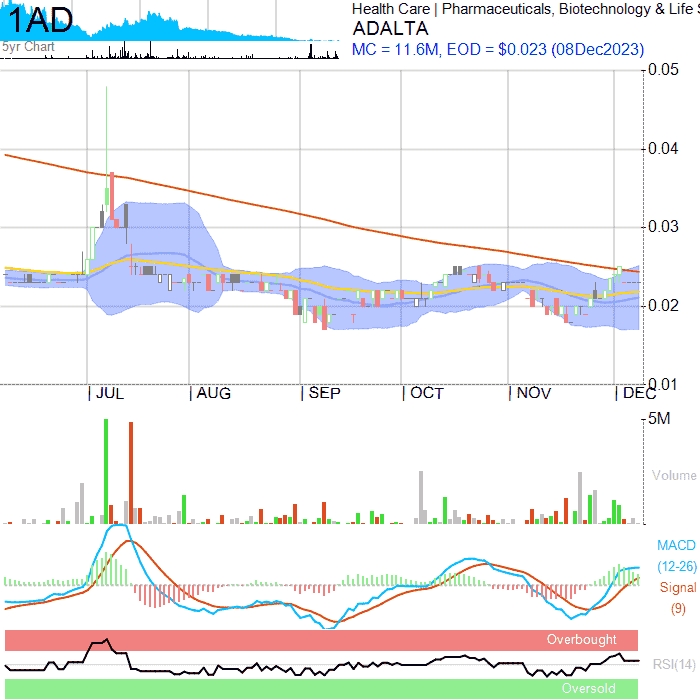 1AD
5yr Chart
Health Care | Pharmaceuticals, Biotechnology & Life S
ADALTA
MC = 11.6M, EOD = $0.023 (08Dec2023)
0.05
0.04
0.03
0.02
0.01
JUL AUG SEP OCT NOV DEC
5M
Volume
MACD
(12-26)
Signal
(9)
Overbought
RSI(14)
Oversold